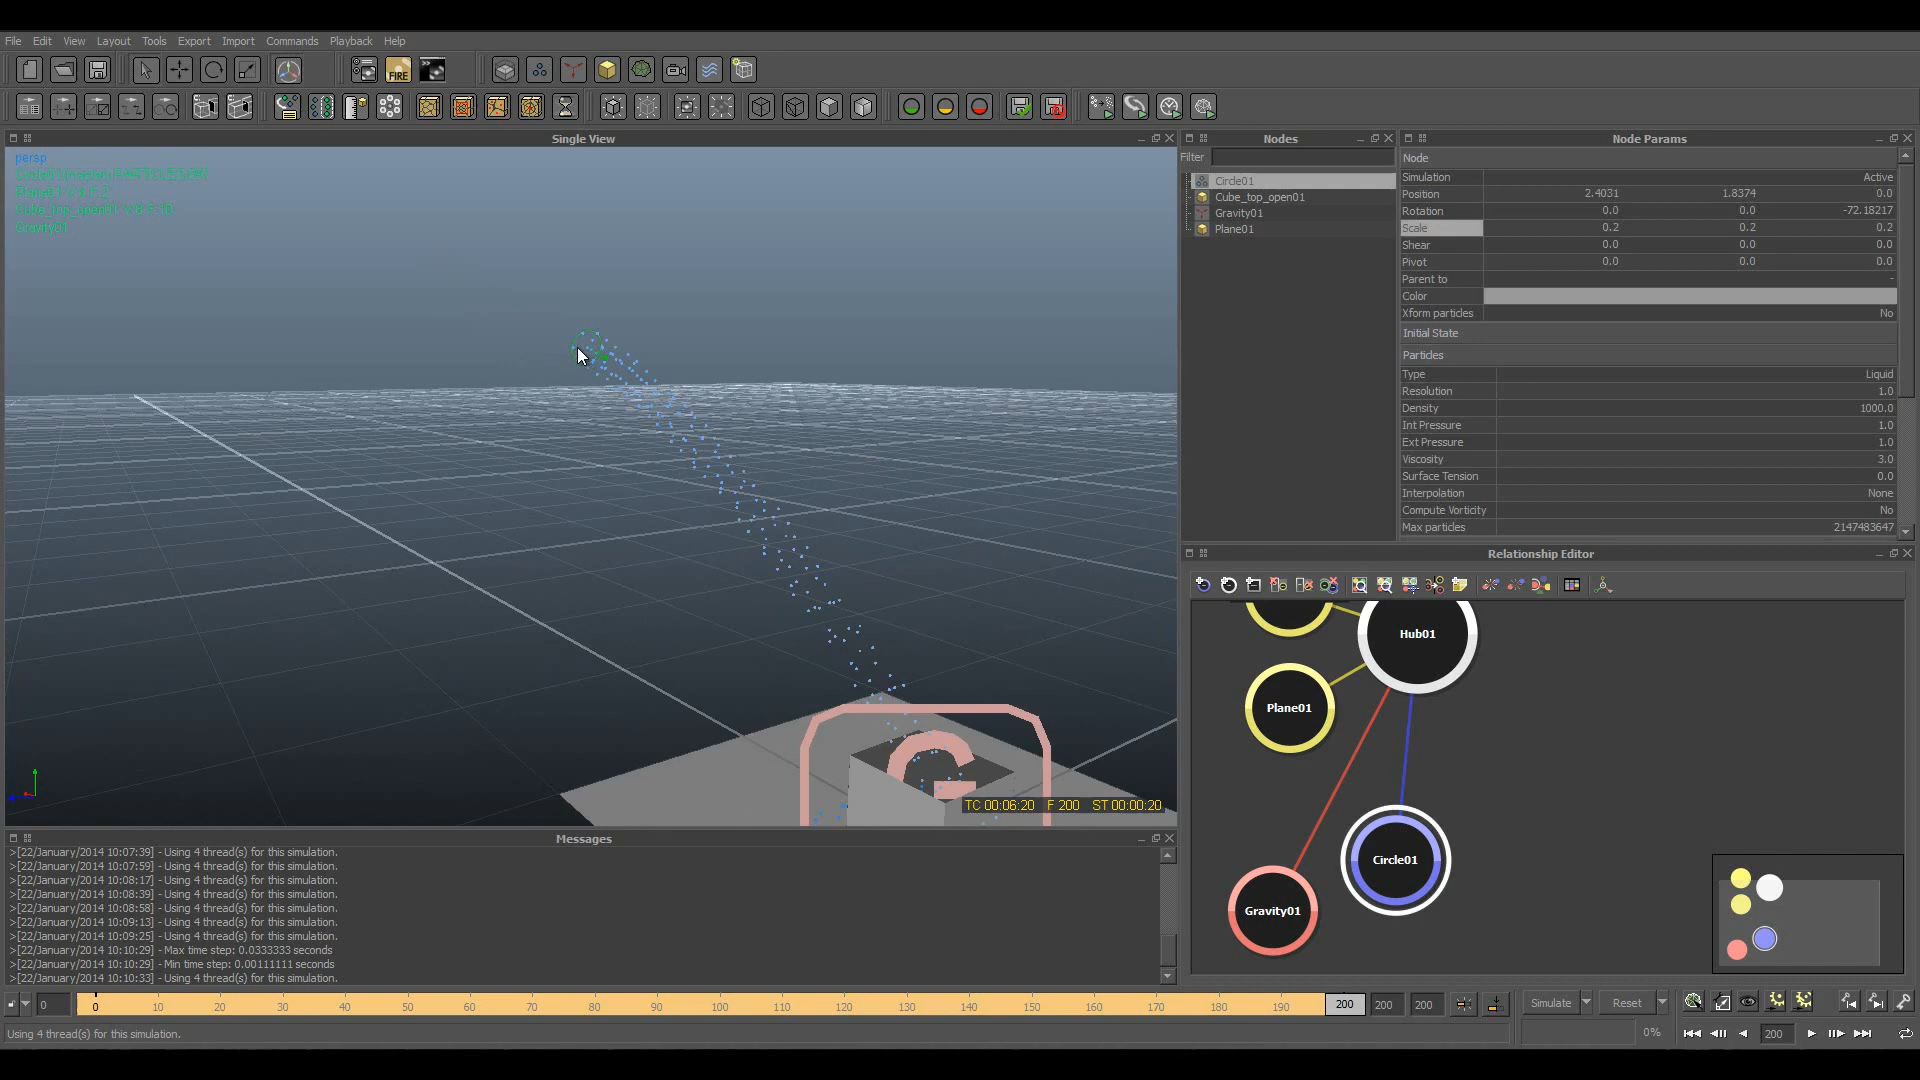 File Edit View Layout Tools Export Import Commands Playback Help
FIRE
Single View
persp
Gravity01
TC 00:06:20 F 200 ST 00:00:20
Nodes
Filter
Circle01
Cube_top_open01
Gravity01
Plane01
Node Params
Node
Simulation Active
Position 2.4031 1.8374 0.0
Rotation 0.0 0.0 -72.18217
Scale 0.2 0.2 0.2
Shear 0.0 0.0 0.0
Pivot 0.0 0.0 0.0
Parent to -
Color
Xform particles No
Initial State
Particles
Type Liquid
Resolution 1.0
Density 1000.0
Int Pressure 1.0
Ext Pressure 1.0
Viscosity 3.0
Surface Tension 0.0
Interpolation None
Compute Vorticity No
Max particles 2147483647
Relationship Editor
Hub01
Plane01
Circle01
Gravity01
Messages
>[22/January/2014 10:07:39] - Using 4 thread(s) for this simulation.
>[22/January/2014 10:07:59] - Using 4 thread(s) for this simulation.
>[22/January/2014 10:08:17] - Using 4 thread(s) for this simulation.
>[22/January/2014 10:08:39] - Using 4 thread(s) for this simulation.
>[22/January/2014 10:08:58] - Using 4 thread(s) for this simulation.
>[22/January/2014 10:09:13] - Using 4 thread(s) for this simulation.
>[22/January/2014 10:09:25] - Using 4 thread(s) for this simulation.
>[22/January/2014 10:10:29] - Max time step: 0.0333333 seconds
>[22/January/2014 10:10:29] - Min time step: 0.00111111 seconds
>[22/January/2014 10:10:33] - Using 4 thread(s) for this simulation.
0 0 10 20 30 40 50 60 70 80 90 100 110 120 130 140 150 160 170 180 190 200 200 200
Simulate Reset
Using 4 thread(s) for this simulation.
0% 200